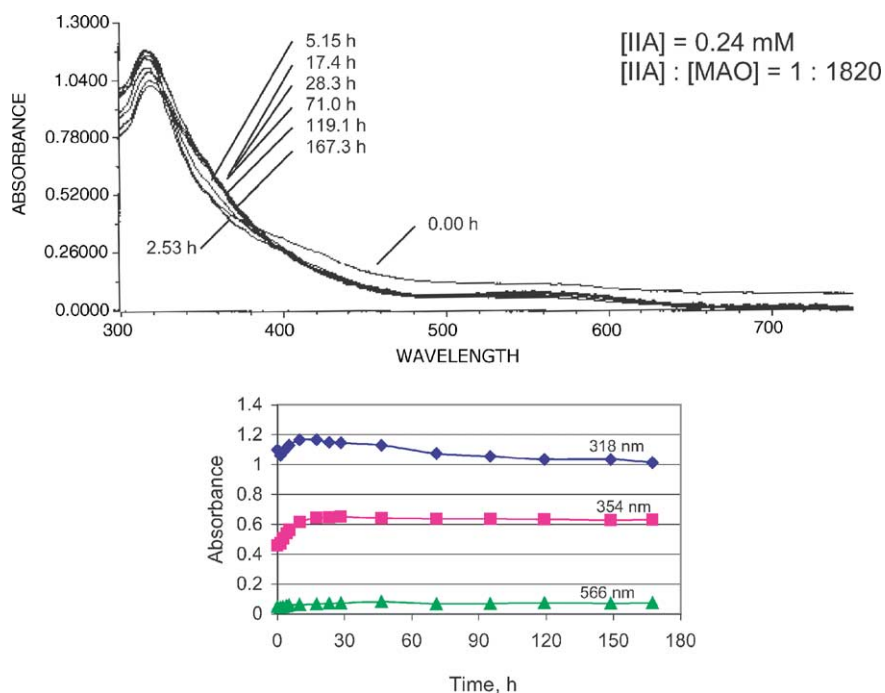 1.3000
1.0400
0.78000
0.52000
0.26000
0.0000
ABSORBANCE
300
400
500
600
700
WAVELENGTH
5.15 h
17.4 h
28.3 h
71.0 h
119.1 h
167.3 h
2.53 h
0.00 h
[IIA] = 0.24 mM
[IIA] : [MAO] = 1 : 1820
1.4
1.2
1
0.8
0.6
0.4
0.2
0
Absorbance
318 nm
354 nm
566 nm
0
30
60
90
120
150
180
Time, h